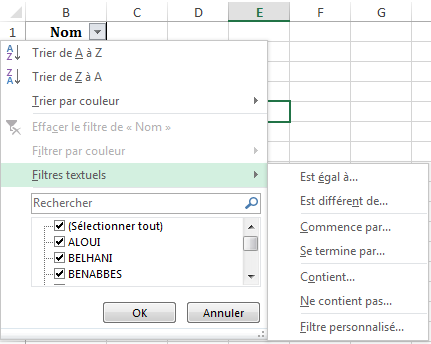 B C D E F G
1 Nom
Trier de A à Z
Trier de Z à A
Trier par couleur
Effacer le filtre de « Nom »
Filtrer par couleur
Filtres textuels
Rechercher
(Sélectionner tout)
ALOUI
BELHANI
BENABBES
OK Annuler
Est égal à...
Est différent de...
Commence par...
Se termine par...
Contient...
Ne contient pas...
Filtre personnalisé...